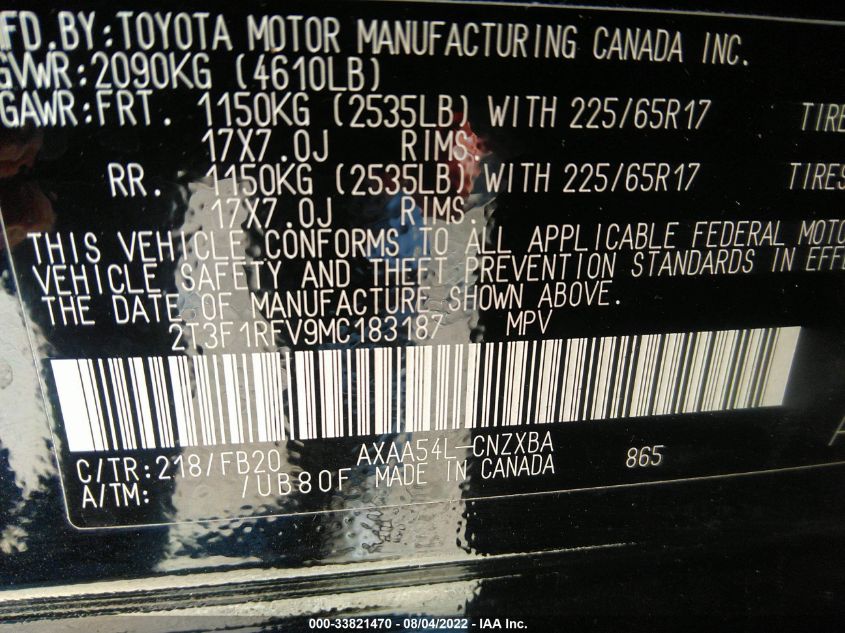 MFD.BY:TOYOTA MOTOR MANUFACTURING CANADA INC.
GVWR:2090KG (4610LB)
GAWR:FRT. 1150KG (2535LB) WITH 225/65R17 TIRE
17X7.0J RIMS.
RR. 1150KG (2535LB) WITH 225/65R17 TIRES
17X7.0J RIMS.
THIS VEHICLE CONFORMS TO ALL APPLICABLE FEDERAL MOTO
VEHICLE SAFETY AND THEFT PREVENTION STANDARDS IN EFFE
THE DATE OF MANUFACTURE SHOWN ABOVE.
2T3F1RFV9MC183187 MPV
C/TR:218/FB20 AXAA54L-CNZXBA 865
A/TM: /UB80F MADE IN CANADA
000-33821470 - 08/04/2022 - IAA Inc.